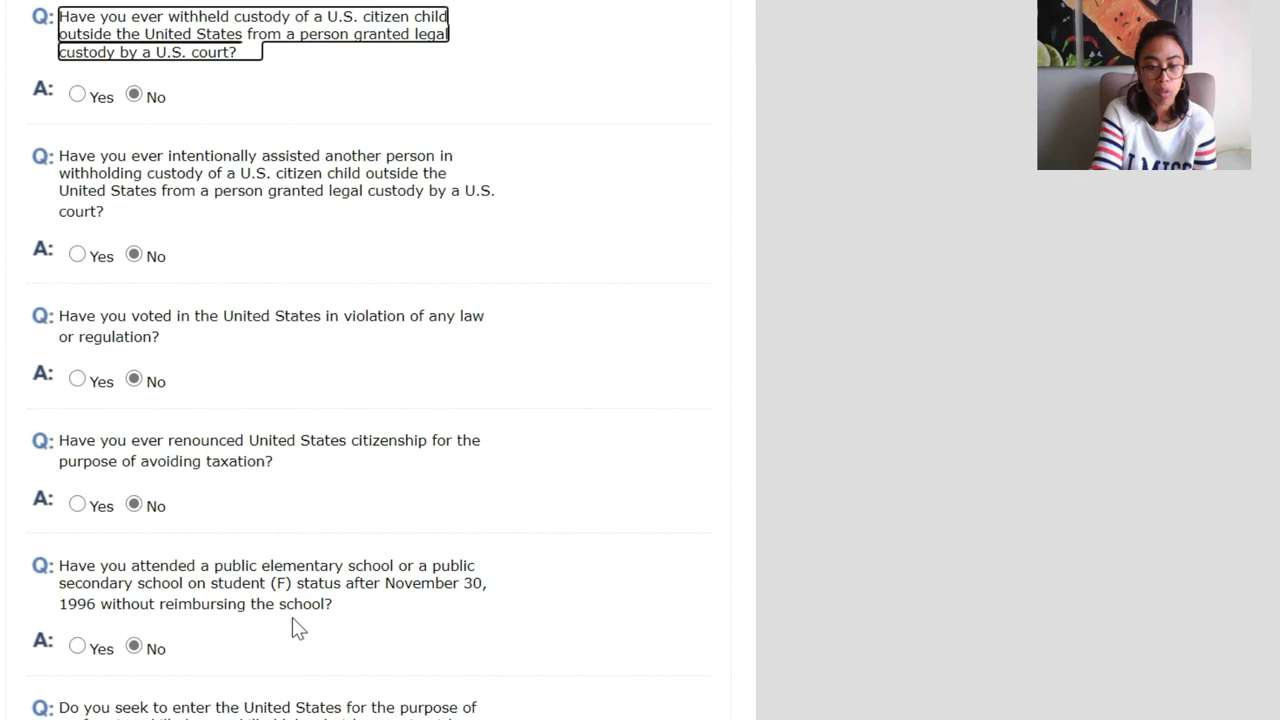 Q: Have you ever withheld custody of a U.S. citizen child
outside the United States from a person granted legal
custody by a U.S. court?
A: Yes No
Q: Have you ever intentionally assisted another person in
withholding custody of a U.S. citizen child outside the
United States from a person granted legal custody by a U.S.
court?
A: Yes No
Q: Have you voted in the United States in violation of any law
or regulation?
A: Yes No
Q: Have you ever renounced United States citizenship for the
purpose of avoiding taxation?
A: Yes No
Q: Have you attended a public elementary school or a public
secondary school on student (F) status after November 30,
1996 without reimbursing the school?
A: Yes No
Q: Do you seek to enter the United States for the purpose of
I MISS